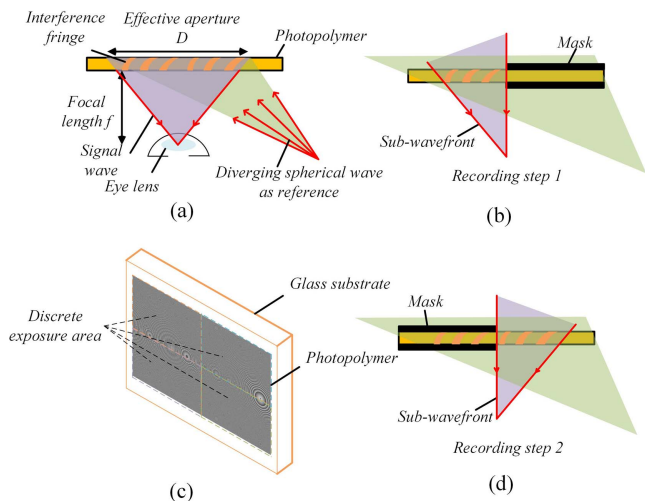 Interference
fringe
Effective aperture
D
Photopolymer
Focal
length f
Signal
wave
Eye lens
Diverging spherical wave
as reference
(a)
Mask
Sub-wavefront
Recording step 1
(b)
Discrete
exposure area
Glass substrate
Photopolymer
(c)
Mask
Sub-wavefront
Recording step 2
(d)